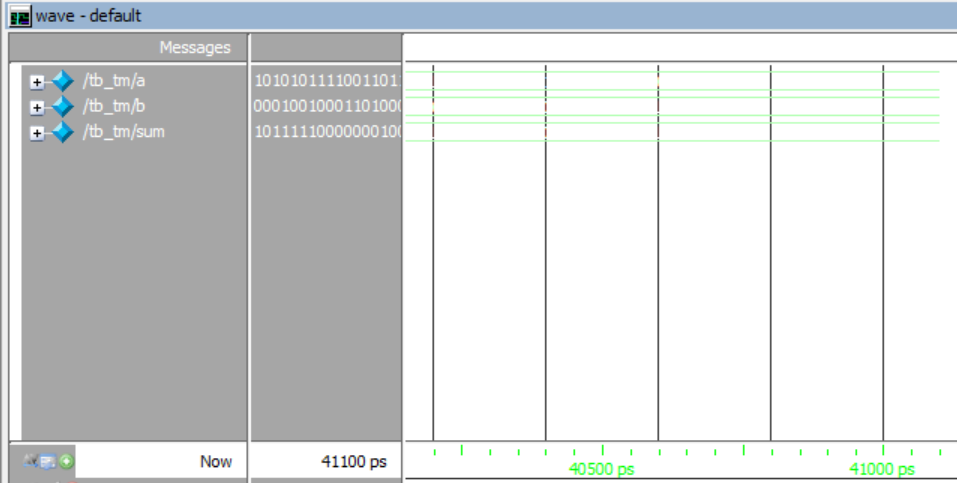 wave - default
Messages
/tb_tm/a 1010101111001101
/tb_tm/b 0001001000110100
/tb_tm/sum 1011111000000010
Now 41100 ps 40500 ps 41000 ps